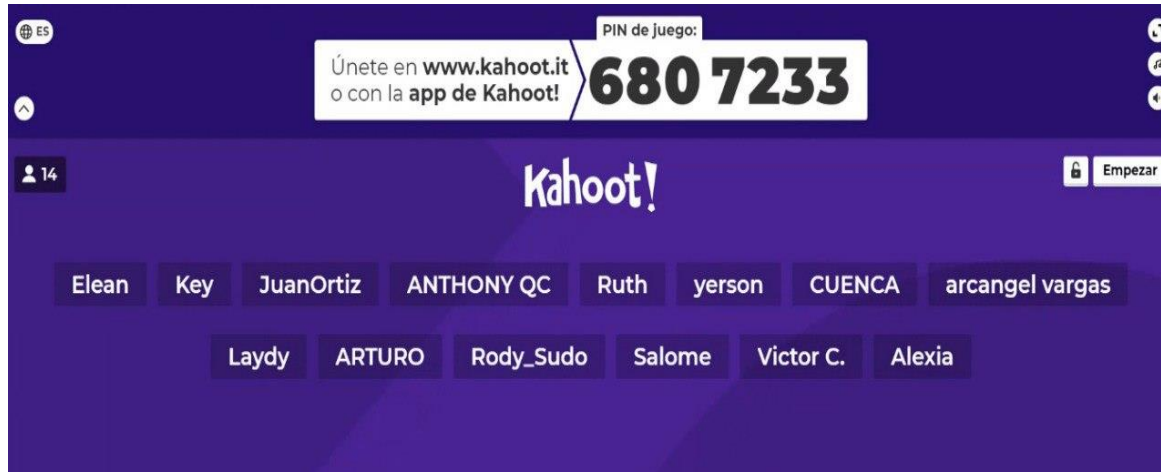 ES
PIN de juego:
Únete en www.kahoot.it
o con la app de Kahoot!
680 7233
14
Kahoot!
Empezar
Elean Key JuanOrtiz ANTHONY QC Ruth yerson CUENCA arcangel vargas
Laydy ARTURO Rody_Sudo Salome Victor C. Alexia